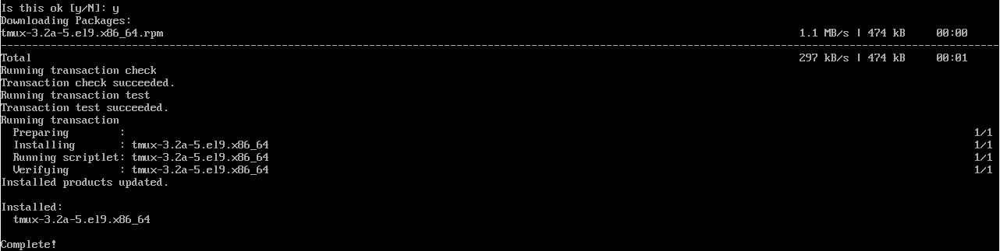 Is this ok [y/N]: y
Downloading Packages:
tmux-3.2a-5.el9.x86_64.rpm 1.1 MB/s | 474 kB 00:00
--------------------------------------------------------------------------------
Total 297 kB/s | 474 kB 00:01
Running transaction check
Transaction check succeeded.
Running transaction test
Transaction test succeeded.
Running transaction
  Preparing        : 1/1
  Installing       : tmux-3.2a-5.el9.x86_64 1/1
  Running scriptlet: tmux-3.2a-5.el9.x86_64 1/1
  Verifying        : tmux-3.2a-5.el9.x86_64 1/1
Installed products updated.

Installed:
  tmux-3.2a-5.el9.x86_64

Complete!